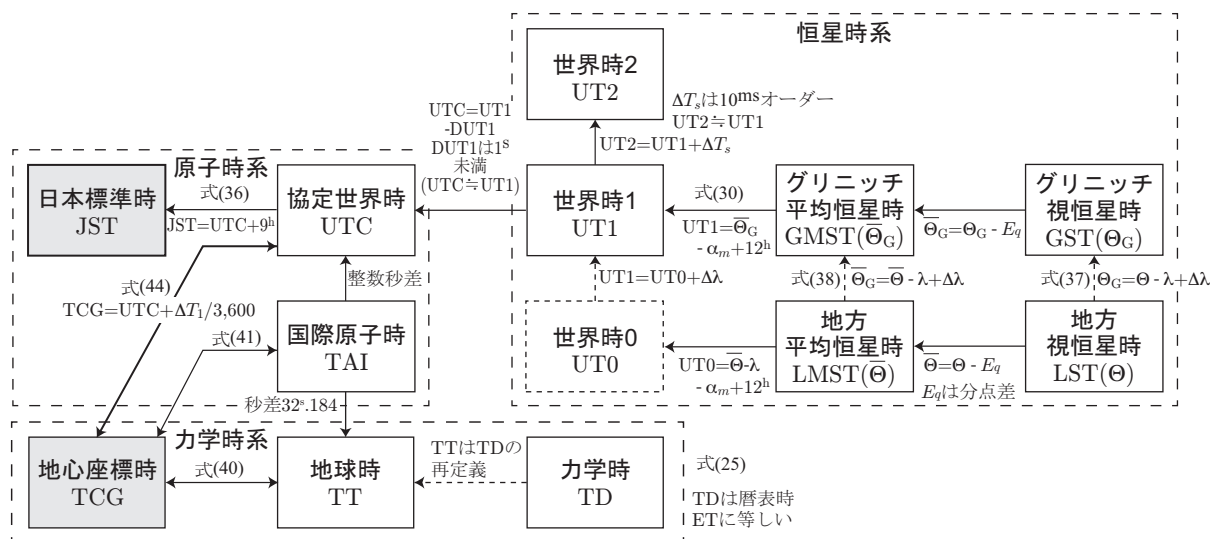 恒星時系
世界時2
UT2
ΔTₛは10ᵐˢオーダー
UT2≒UT1
UT2=UT1+ΔTₛ
UTC=UT1
-DUT1
DUT1は1ˢ
未満
(UTC≒UT1)
原子時系
日本標準時
JST
式(36)
JST=UTC+9ʰ
協定世界時
UTC
世界時1
UT1
式(30)
UT1=Θ̅_G
- αₘ+12ʰ
グリニッチ
平均恒星時
GMST(Θ̅_G)
Θ̅_G=Θ_G - E_q
グリニッチ
視恒星時
GST(Θ_G)
整数秒差
UT1=UT0+Δλ
式(38) Θ̅_G=Θ̅ - λ+Δλ
式(37) Θ_G=Θ - λ+Δλ
式(44)
TCG=UTC+ΔT₁/3,600
式(41)
国際原子時
TAI
世界時0
UT0
UT0=Θ̅-λ
- αₘ+12ʰ
地方
平均恒星時
LMST(Θ̅)
Θ̅=Θ - E_q
E_qは分点差
地方
視恒星時
LST(Θ)
秒差32ˢ.184
力学時系
地心座標時
TCG
式(40)
地球時
TT
TTはTDの
再定義
力学時
TD
式(25)
TDは暦表時
ETに等しい